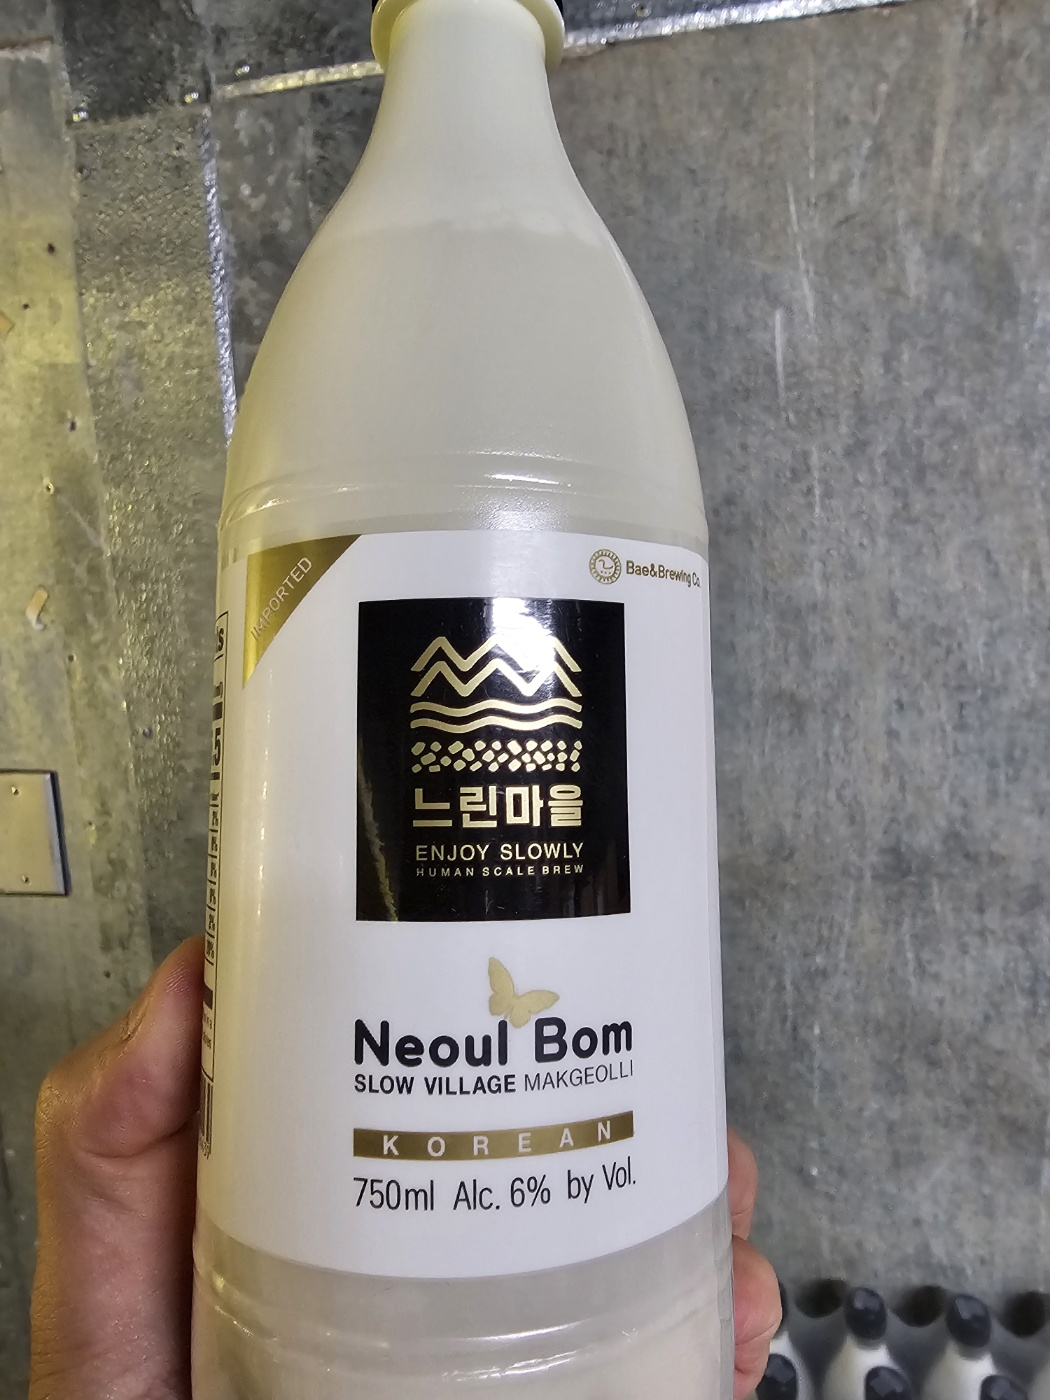 IMPORTED
Bae&Brewing Co.
느린마을
ENJOY SLOWLY
HUMAN SCALE BREW
Neoul Bom
SLOW VILLAGE MAKGEOLLI
KOREAN
750ml Alc. 6% by Vol.